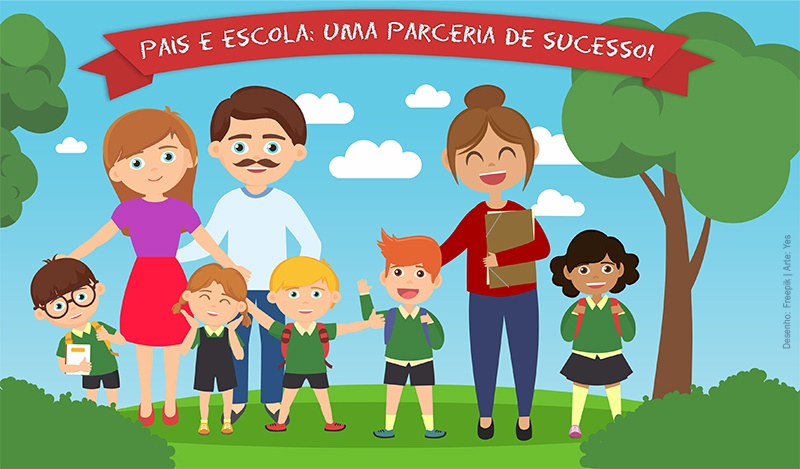 PAIS E ESCOLA: UMA PARCERIA DE SUCESSO!
Desenho: Freepik | Arte: Yes